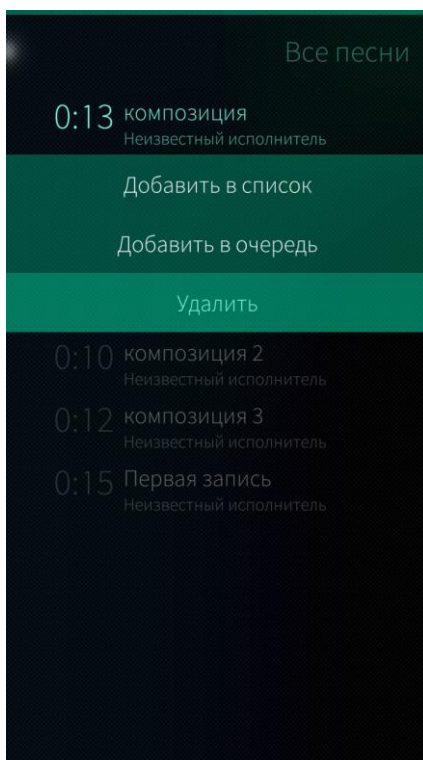 Все песни
0:13 композиция
Неизвестный исполнитель
Добавить в список
Добавить в очередь
Удалить
0:10 композиция 2
Неизвестный исполнитель
0:12 композиция 3
Неизвестный исполнитель
0:15 Первая запись
Неизвестный исполнитель